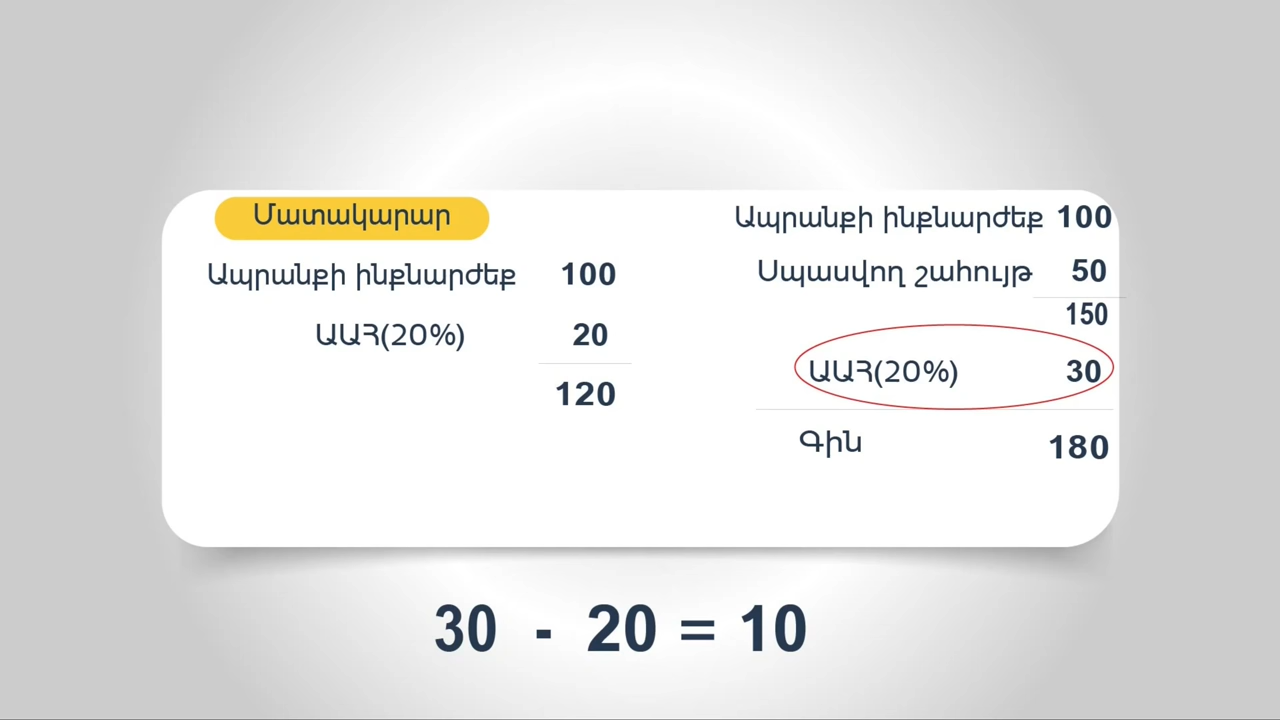 Մատակարար
Ապրանքի ինքնարժեք 100
ԱԱՀ(20%) 20
120
Ապրանքի ինքնարժեք 100
Սպասվող շահույթ 50
150
ԱԱՀ(20%) 30
Գին 180
30 - 20 = 10